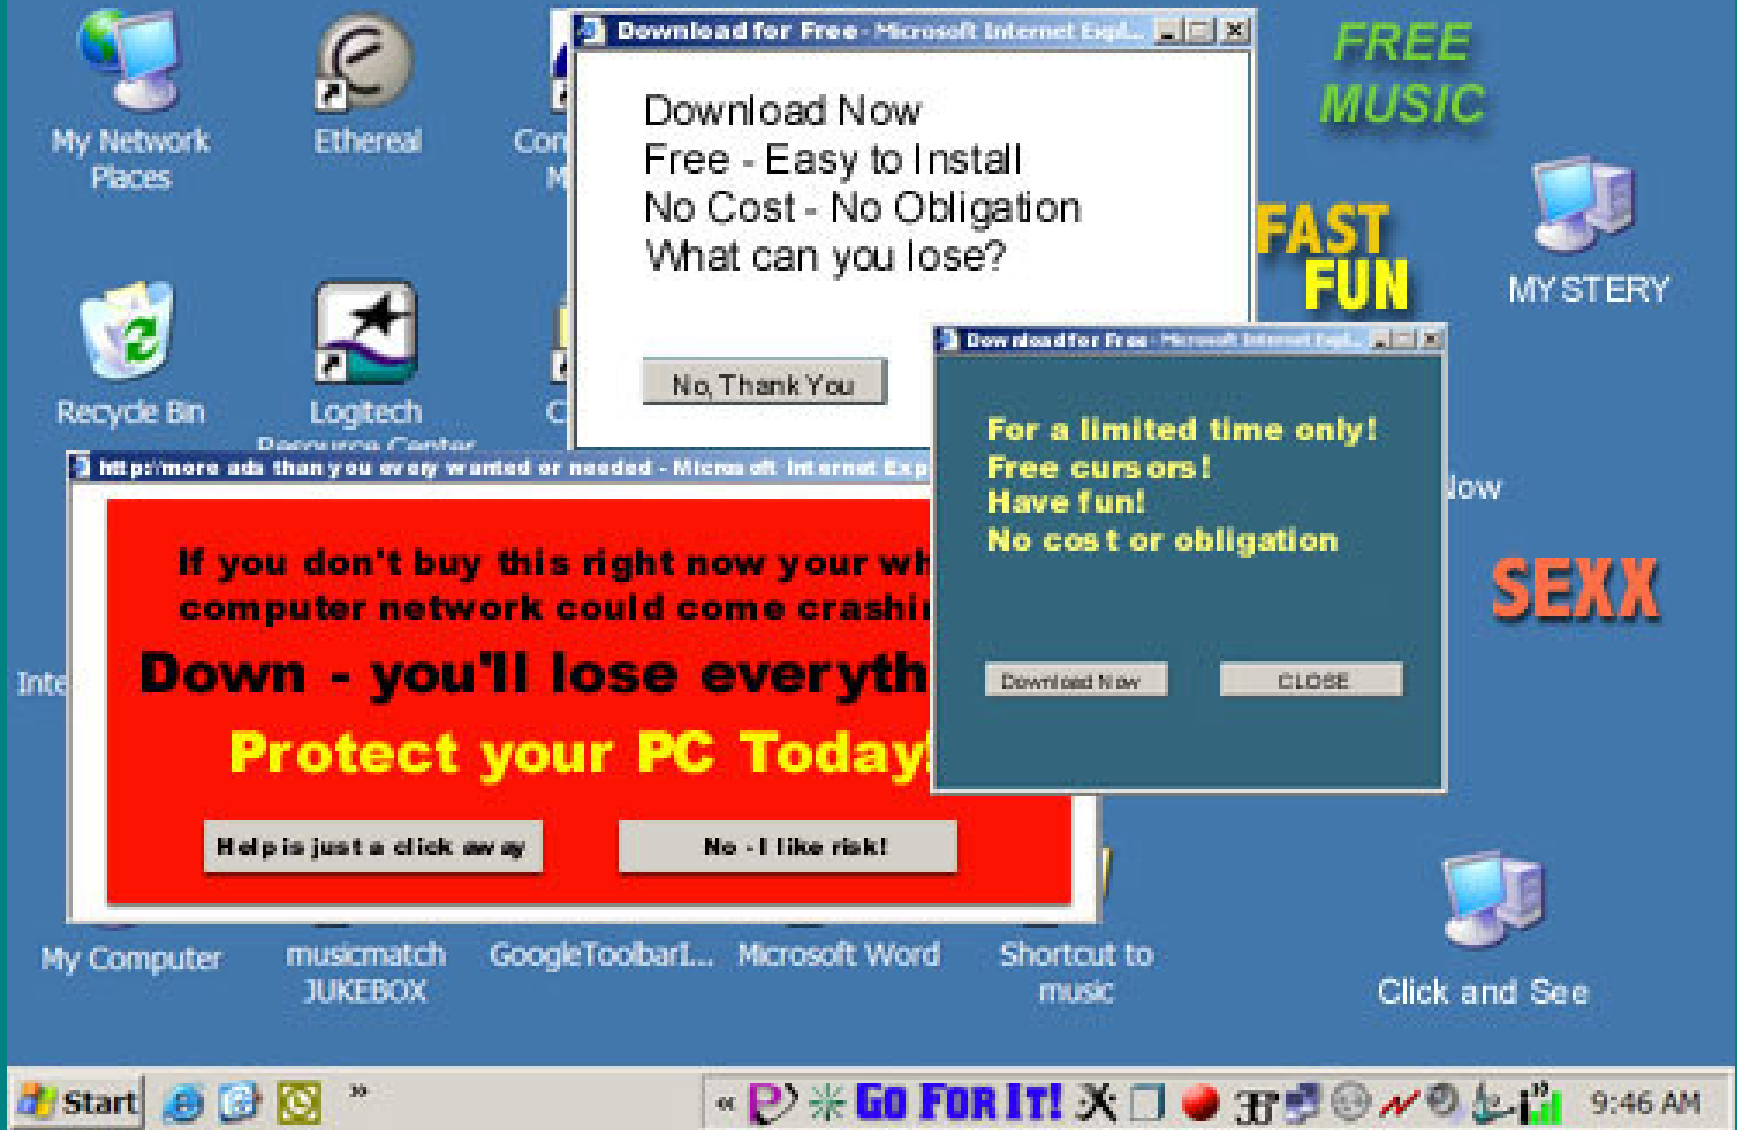 My Network
Places
Ethereal
Con
M
Download for Free - Microsoft Internet Expl...
Download Now
Free - Easy to Install
No Cost - No Obligation
What can you lose?
No, Thank You
FREE
MUSIC
FAST
FUN
MYSTERY
Recycle Bin
Logitech
Resource Center
C
Download for Free - Microsoft Internet Expl...
For a limited time only!
Free cursors!
Have fun!
No cost or obligation
Download Now
CLOSE
Now
SEXX
http://more ads than you every wanted or needed - Microsoft Internet Exp
If you don't buy this right now your wh
computer network could come crashi
Down - you'll lose everyth
Protect your PC Today!
Help is just a click away
No - I like risk!
Inte
My Computer
musicmatch
JUKEBOX
GoogleToolbarI...
Microsoft Word
Shortcut to
music
Click and See
Start
»
«
GO FOR IT!
9:46 AM